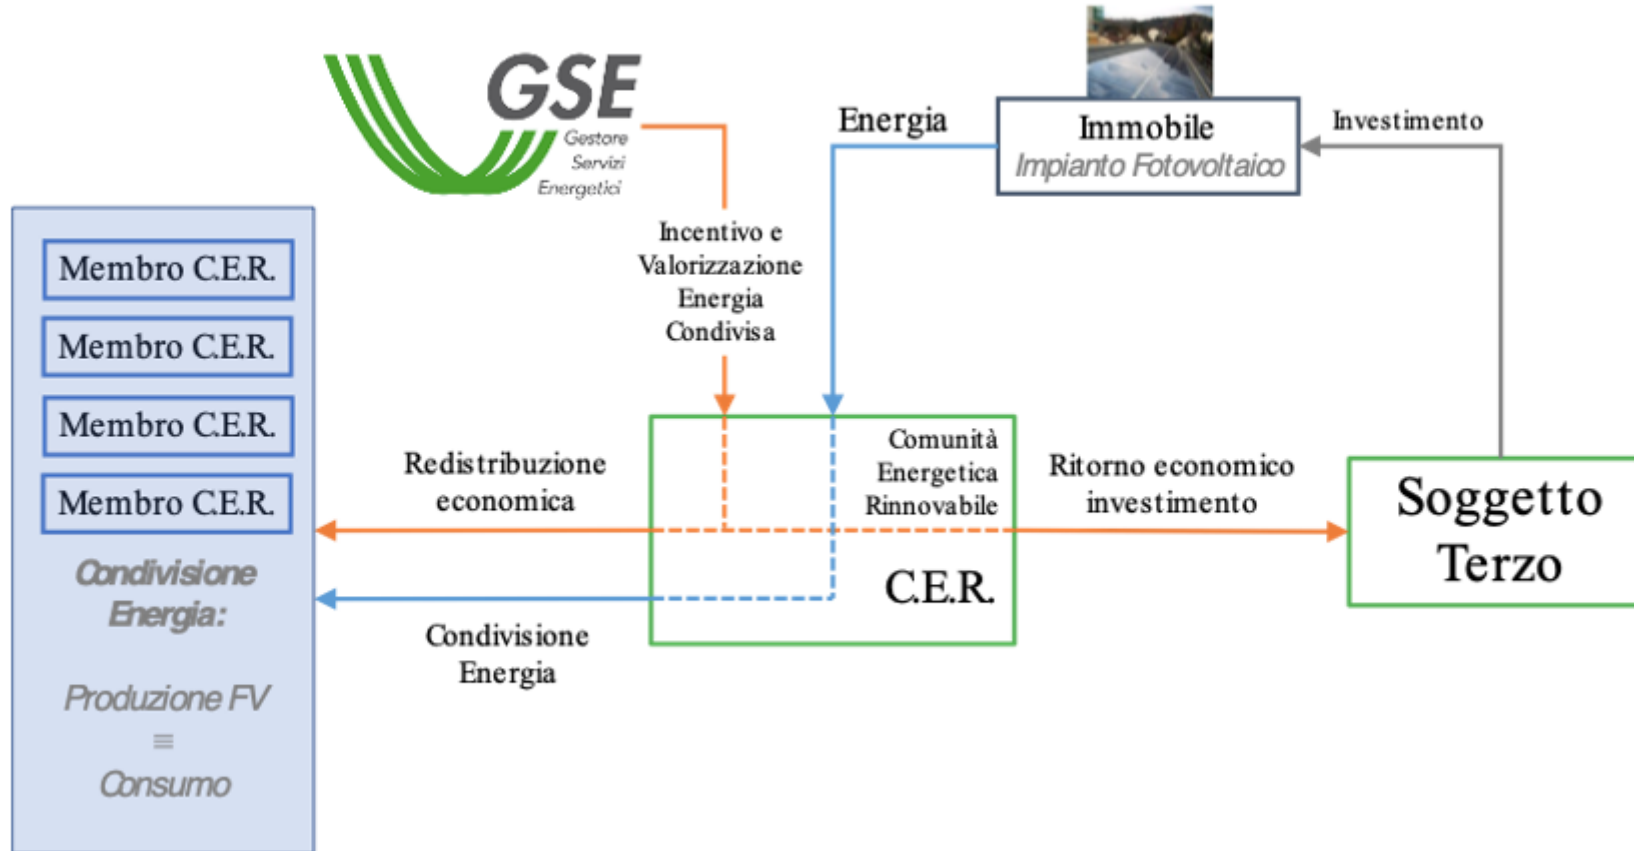 GSE
Gestore
Servizi
Energetici
Energia
Immobile
Impianto Fotovoltaico
Investimento
Incentivo e
Valorizzazione
Energia
Condivisa
Membro C.E.R.
Membro C.E.R.
Membro C.E.R.
Membro C.E.R.
Condivisione
Energia:
Produzione FV
≡
Consumo
Redistribuzione
economica
Condivisione
Energia
Comunità
Energetica
Rinnovabile
C.E.R.
Ritorno economico
investimento
Soggetto
Terzo